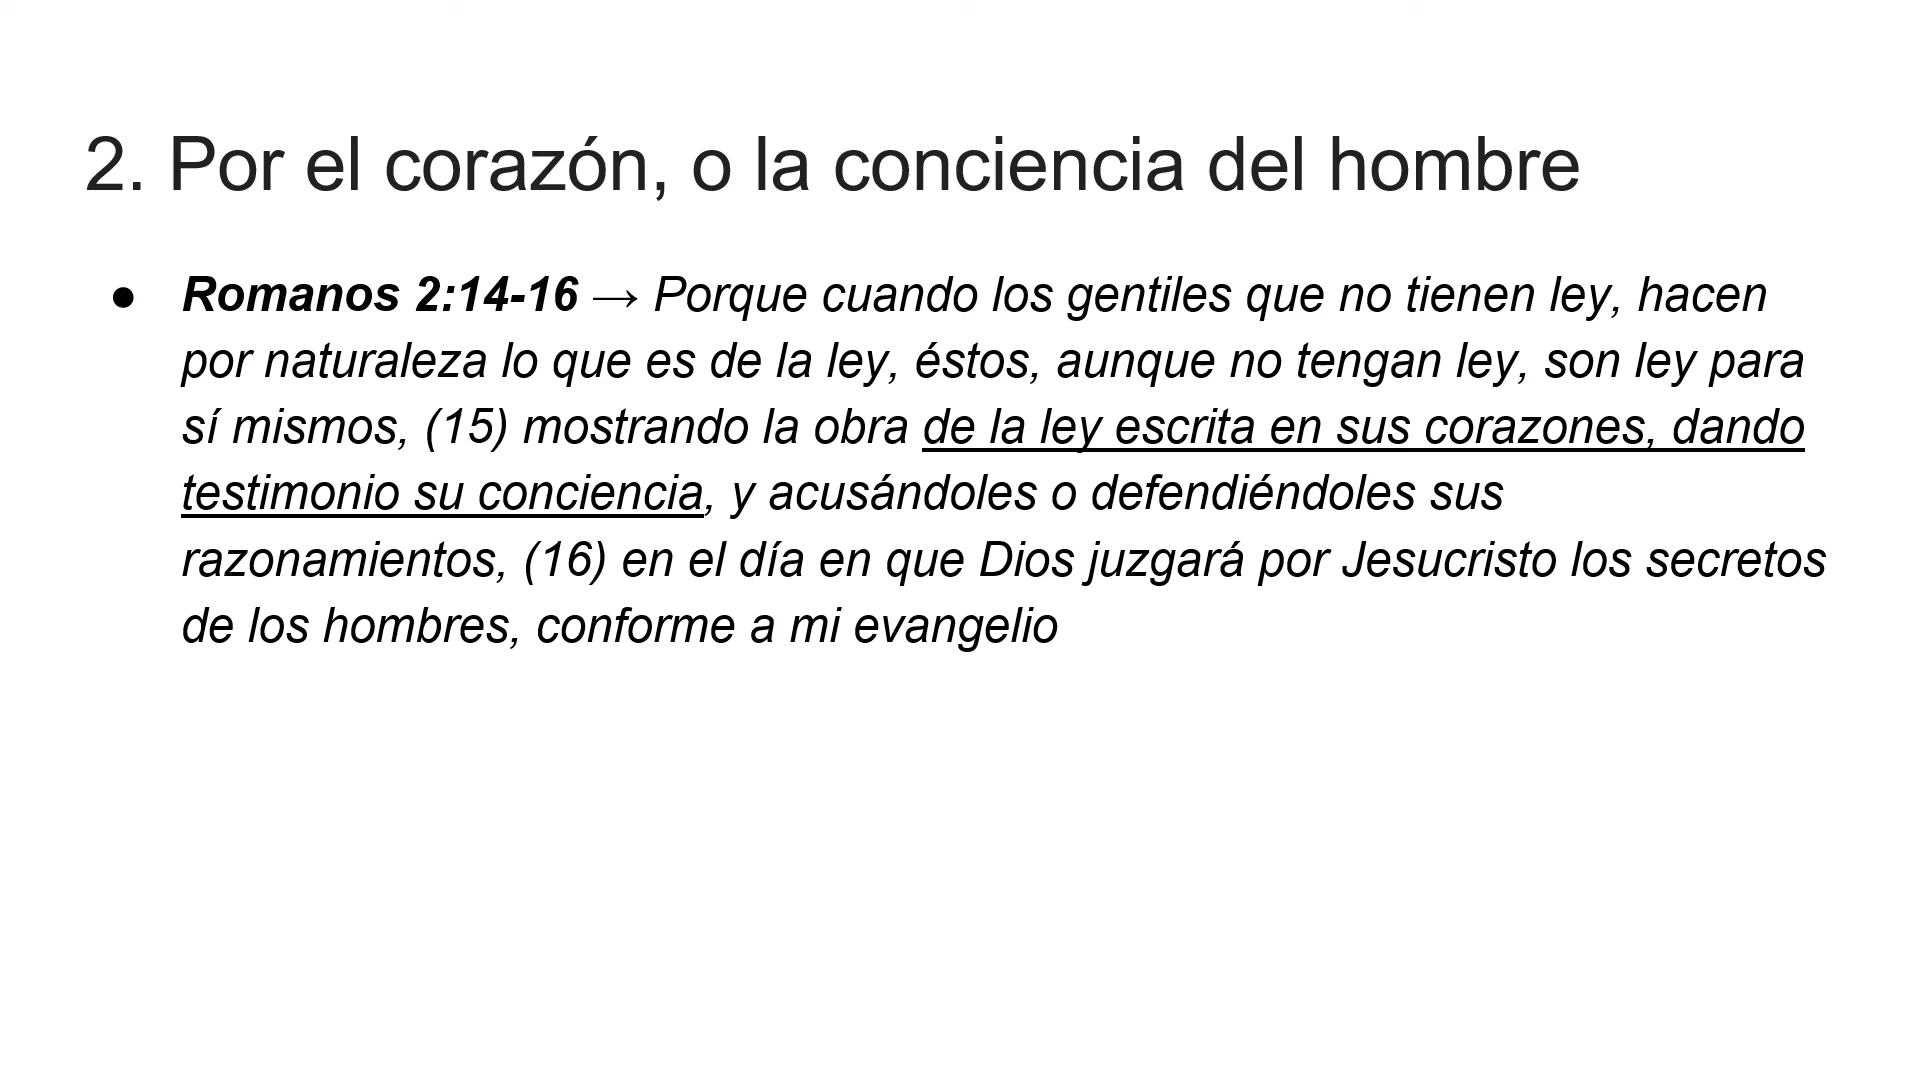 2. Por el corazón, o la conciencia del hombre
● Romanos 2:14-16 → Porque cuando los gentiles que no tienen ley, hacen
por naturaleza lo que es de la ley, éstos, aunque no tengan ley, son ley para
sí mismos, (15) mostrando la obra de la ley escrita en sus corazones, dando
testimonio su conciencia, y acusándoles o defendiéndoles sus
razonamientos, (16) en el día en que Dios juzgará por Jesucristo los secretos
de los hombres, conforme a mi evangelio